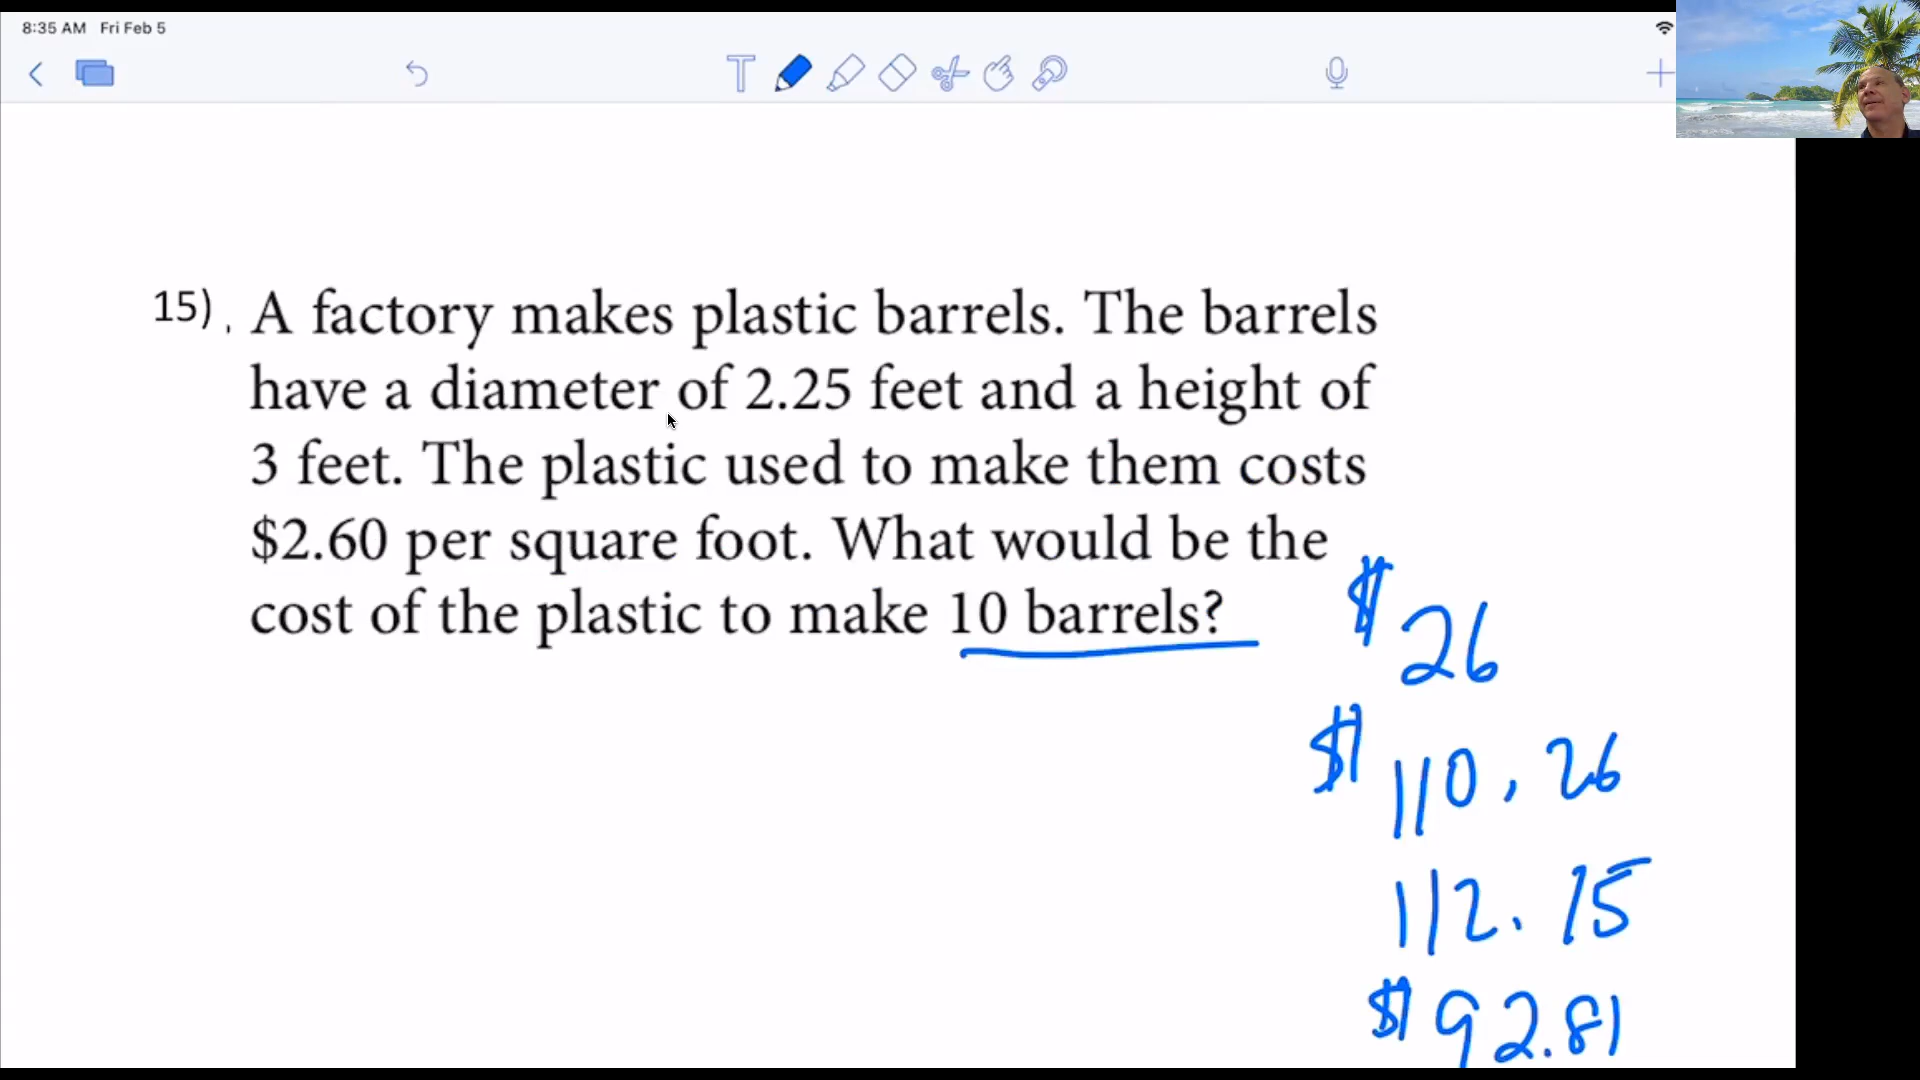 8:35 AM Fri Feb 5
15). A factory makes plastic barrels. The barrels
have a diameter of 2.25 feet and a height of
3 feet. The plastic used to make them costs
$2.60 per square foot. What would be the
cost of the plastic to make 10 barrels?
$26
$110.26
112.15
$92.81